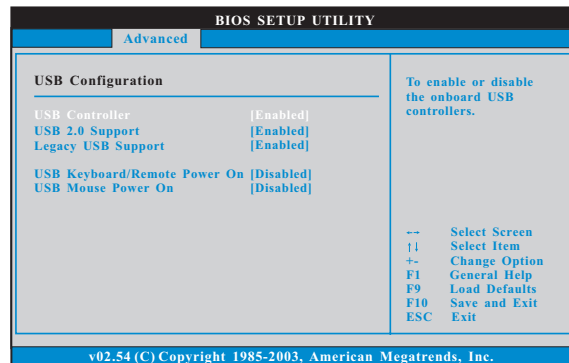 BIOS SETUP UTILITY
Advanced
USB Configuration
USB Controller [Enabled]
USB 2.0 Support [Enabled]
Legacy USB Support [Enabled]
USB Keyboard/Remote Power On [Disabled]
USB Mouse Power On [Disabled]
To enable or disable
the onboard USB
controllers.
←→ Select Screen
↑↓ Select Item
+- Change Option
F1 General Help
F9 Load Defaults
F10 Save and Exit
ESC Exit
v02.54 (C) Copyright 1985-2003, American Megatrends, Inc.